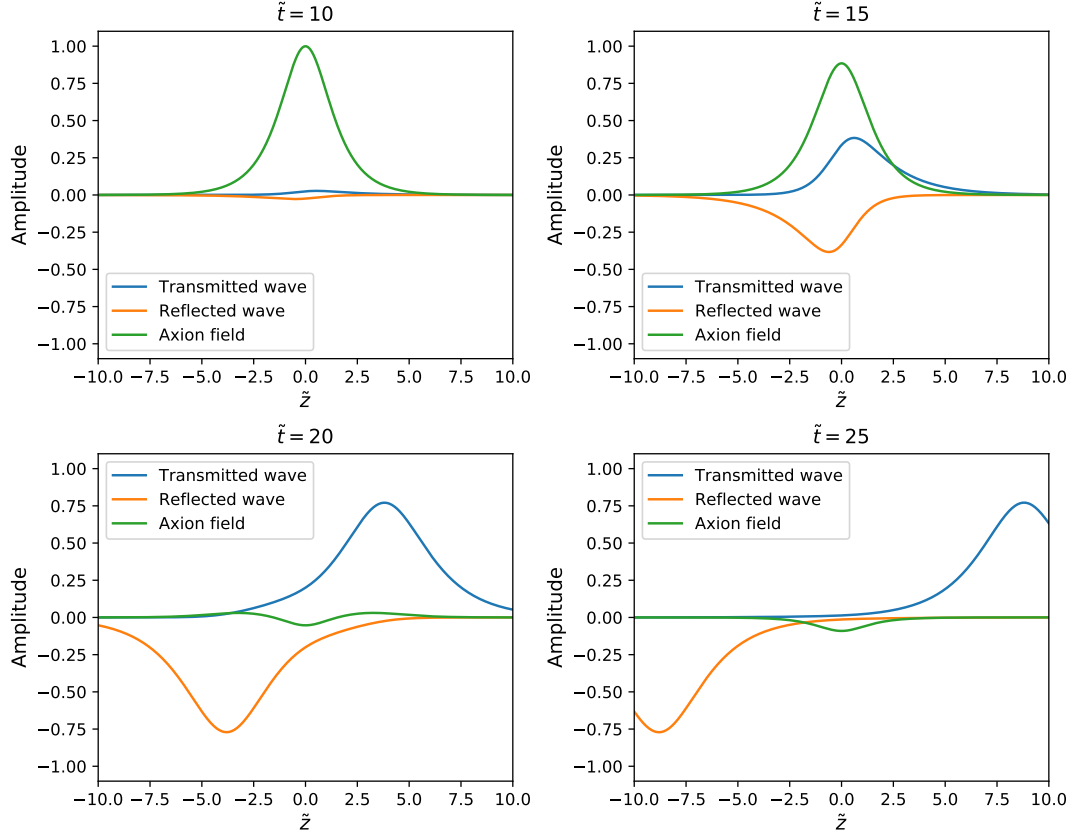 t̃ = 10
1.00
0.75
0.50
0.25
0.00
−0.25
−0.50
−0.75
−1.00
Amplitude
Transmitted wave
Reflected wave
Axion field
−10.0 −7.5 −5.0 −2.5 0.0 2.5 5.0 7.5 10.0
z̃
t̃ = 15
1.00
0.75
0.50
0.25
0.00
−0.25
−0.50
−0.75
−1.00
Amplitude
Transmitted wave
Reflected wave
Axion field
−10.0 −7.5 −5.0 −2.5 0.0 2.5 5.0 7.5 10.0
z̃
t̃ = 20
1.00
0.75
0.50
0.25
0.00
−0.25
−0.50
−0.75
−1.00
Amplitude
Transmitted wave
Reflected wave
Axion field
−10.0 −7.5 −5.0 −2.5 0.0 2.5 5.0 7.5 10.0
z̃
t̃ = 25
1.00
0.75
0.50
0.25
0.00
−0.25
−0.50
−0.75
−1.00
Amplitude
Transmitted wave
Reflected wave
Axion field
−10.0 −7.5 −5.0 −2.5 0.0 2.5 5.0 7.5 10.0
z̃